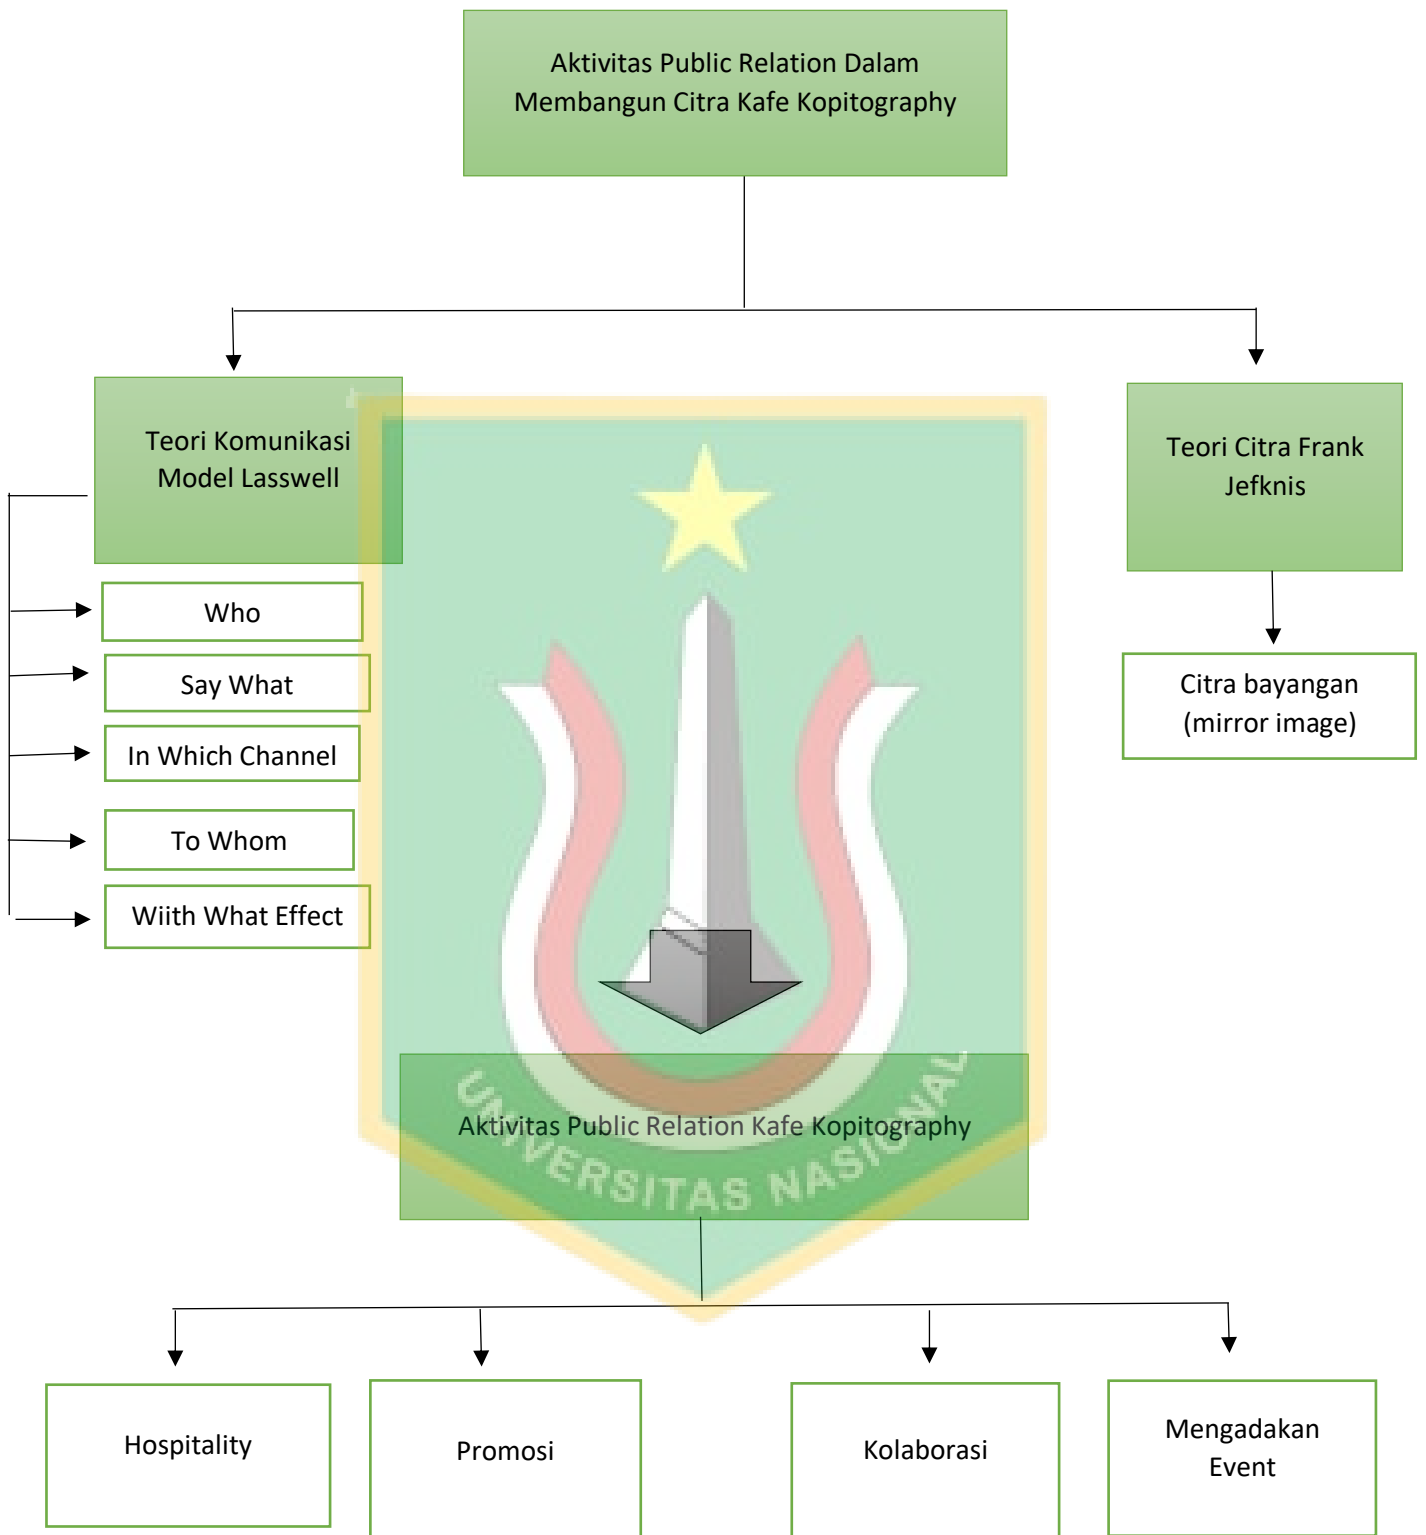 Aktivitas Public Relation Dalam
Membangun Citra Kafe Kopitography
Teori Komunikasi
Model Lasswell
Teori Citra Frank
Jefknis
Who
Say What
In Which Channel
To Whom
Wiith What Effect
Citra bayangan
(mirror image)
Aktivitas Public Relation Kafe Kopitography
UNIVERSITAS NASIONAL
Hospitality
Promosi
Kolaborasi
Mengadakan
Event